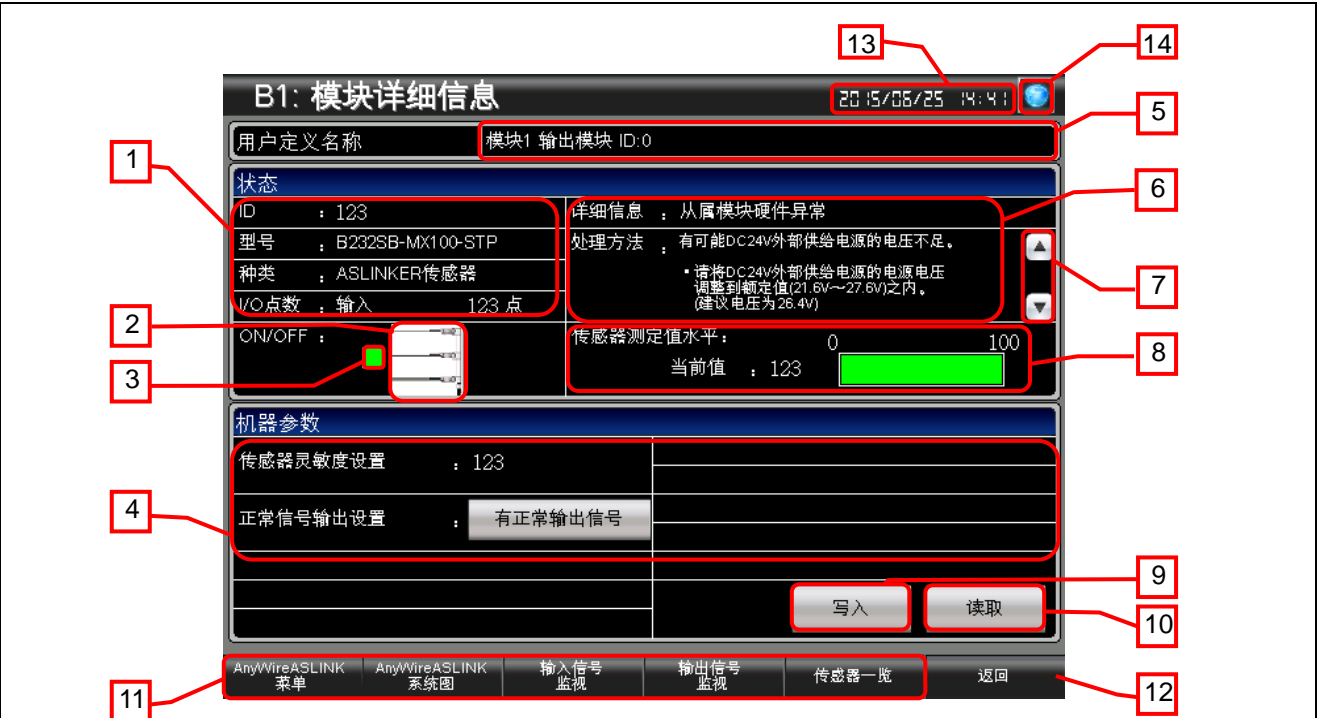 13
14
B1: 模块详细信息
2015/06/25 14:41
5
用户定义名称
模块1 输出模块 ID:0
1
状态
6
ID : 123
详细信息 : 从属模块硬件异常
型号 : B232SB-MX100-STP
处理方法 : 有可能DC24V外部供给电源的电压不足。
种类 : ASLINKER传感器
・请将DC24V外部供给电源的电源电压
调整到额定值(21.6V～27.6V)之内。
(建议电压为26.4V)
7
I/O点数 : 输入 123 点
2
ON/OFF :
传感器测定值水平:
0 100
8
当前值 : 123
3
机器参数
传感器灵敏度设置 : 123
4
正常信号输出设置 : 有正常输出信号
9
写入
读取
10
AnyWireASLINK
菜单
AnyWireASLINK
系统图
输入信号
监视
输出信号
监视
传感器一览
返回
11
12